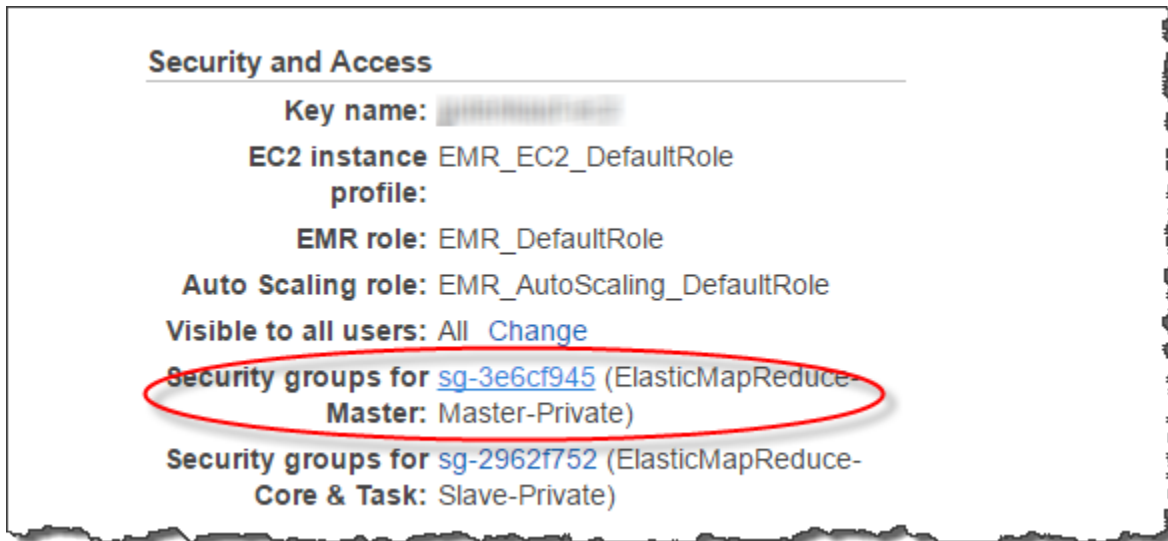 Security and Access
Key name:
EC2 instance EMR_EC2_DefaultRole
profile:
EMR role: EMR_DefaultRole
Auto Scaling role: EMR_AutoScaling_DefaultRole
Visible to all users: All Change
Security groups for sg-3e6cf945 (ElasticMapReduce-
Master: Master-Private)
Security groups for sg-2962f752 (ElasticMapReduce-
Core & Task: Slave-Private)